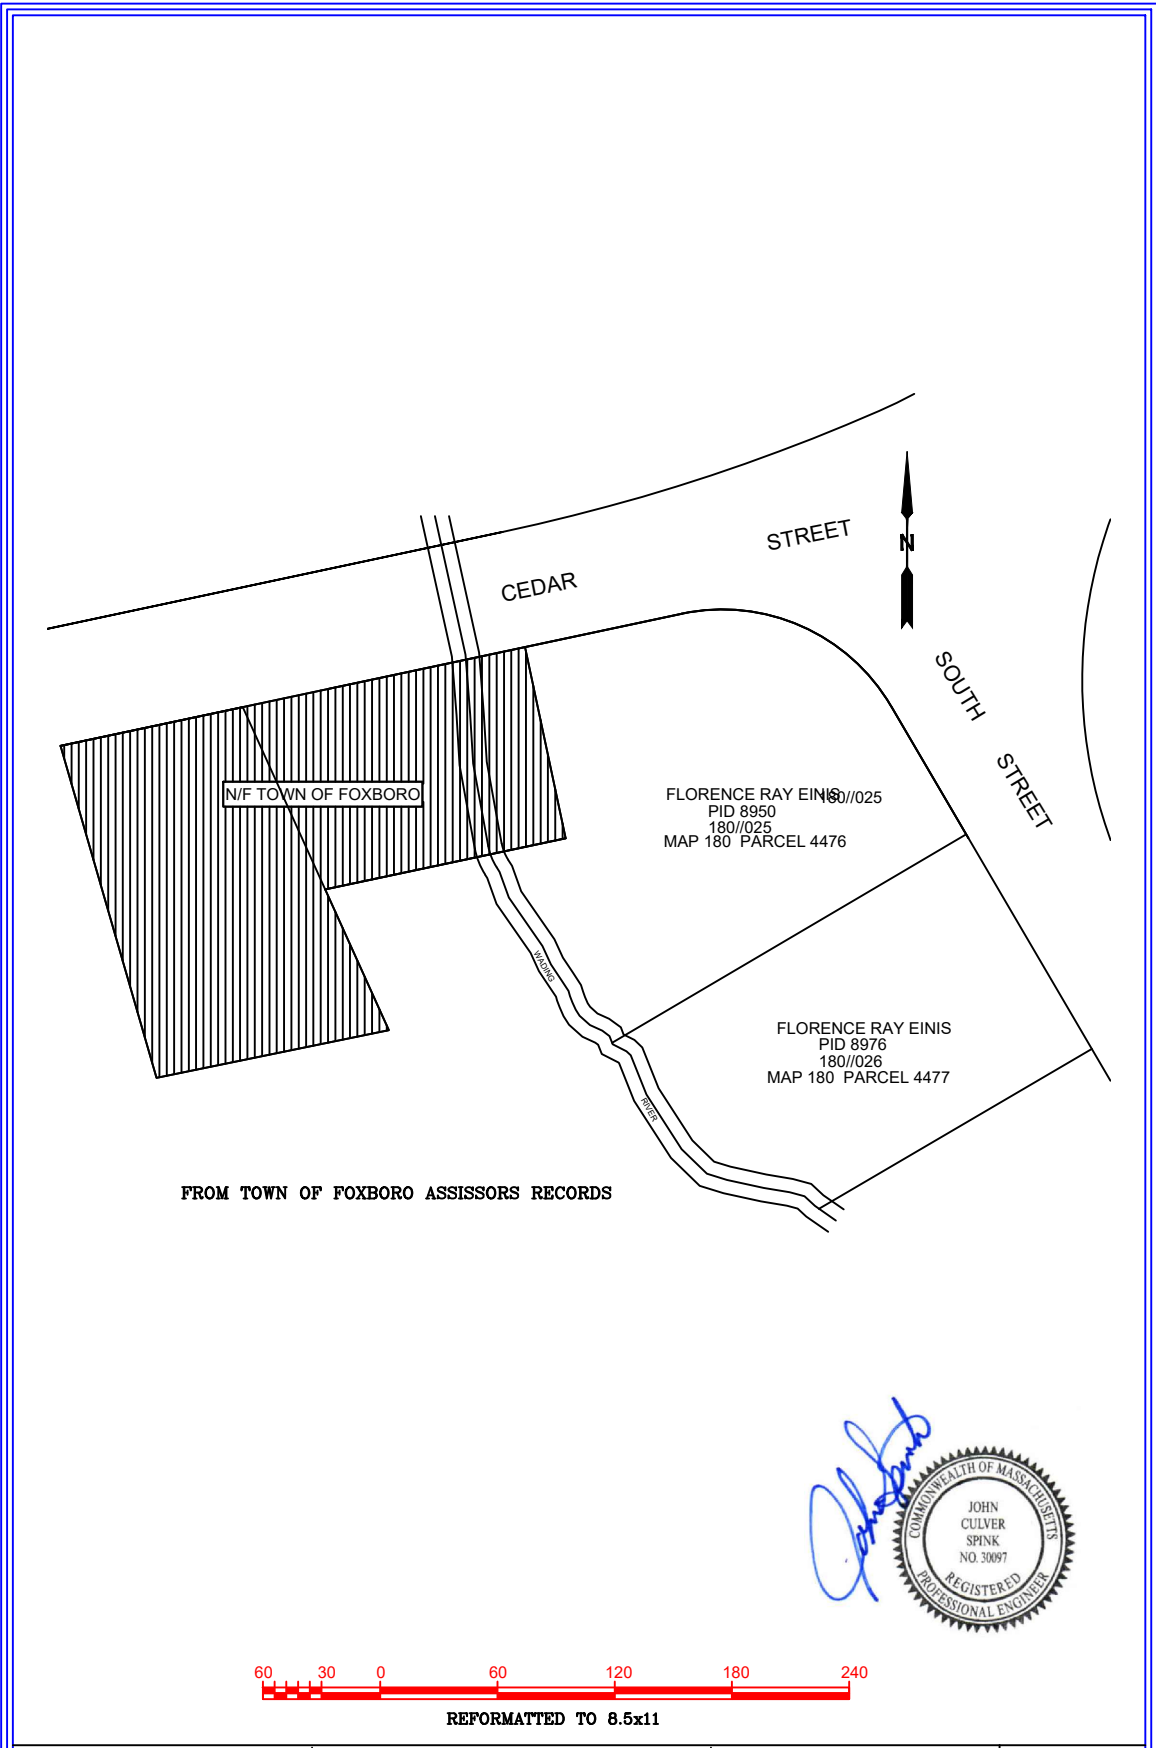 STREET
N
CEDAR
SOUTH
STREET
N/F TOWN OF FOXBORO
FLORENCE RAY EINIS
180//025
PID 8950
180//025
MAP 180 PARCEL 4476
WADING
FLORENCE RAY EINIS
PID 8976
180//026
MAP 180 PARCEL 4477
RIVER
FROM TOWN OF FOXBORO ASSISSORS RECORDS
John Spink
COMMONWEALTH OF MASSACHUSETTS
JOHN
CULVER
SPINK
NO. 30097
REGISTERED
PROFESSIONAL ENGINEER
60 30 0 60 120 180 240
REFORMATTED TO 8.5x11